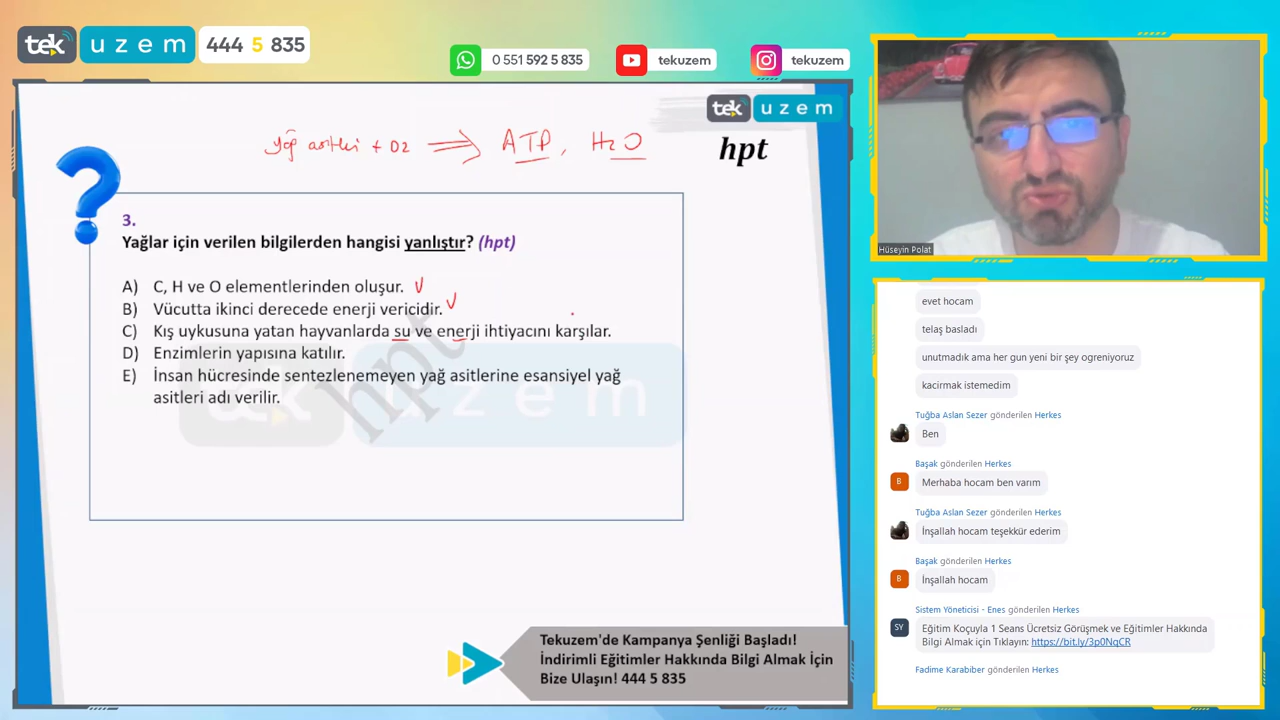 tek uzem 444 5 835
0 551 592 5 835
tekuzem
tekuzem
tek uzem
hpt
yağ asitleri + O2 ⇒ ATP, H2O
3.
Yağlar için verilen bilgilerden hangisi yanlıştır? (hpt)
A) C, H ve O elementlerinden oluşur. √
B) Vücutta ikinci derecede enerji vericidir. √
C) Kış uykusuna yatan hayvanlarda su ve enerji ihtiyacını karşılar.
D) Enzimlerin yapısına katılır.
E) İnsan hücresinde sentezlenemeyen yağ asitlerine esansiyel yağ
asitleri adı verilir.
hpt
tek uzem
Tekuzem'de Kampanya Şenliği Başladı!
İndirimli Eğitimler Hakkında Bilgi Almak İçin
Bize Ulaşın! 444 5 835
Hüseyin Polat
evet hocam
telaş basladı
unutmadık ama her gun yeni bir şey ogreniyoruz
kacirmak istemedim
Tuğba Aslan Sezer gönderilen Herkes
Ben
Başak gönderilen Herkes
B
Merhaba hocam ben varım
Tuğba Aslan Sezer gönderilen Herkes
İnşallah hocam teşekkür ederim
Başak gönderilen Herkes
B
İnşallah hocam
Sistem Yöneticisi - Enes gönderilen Herkes
SY
Eğitim Koçuyla 1 Seans Ücretsiz Görüşmek ve Eğitimler Hakkında
Bilgi Almak için Tıklayın: https://bit.ly/3p0NqCR
Fadime Karabiber gönderilen Herkes